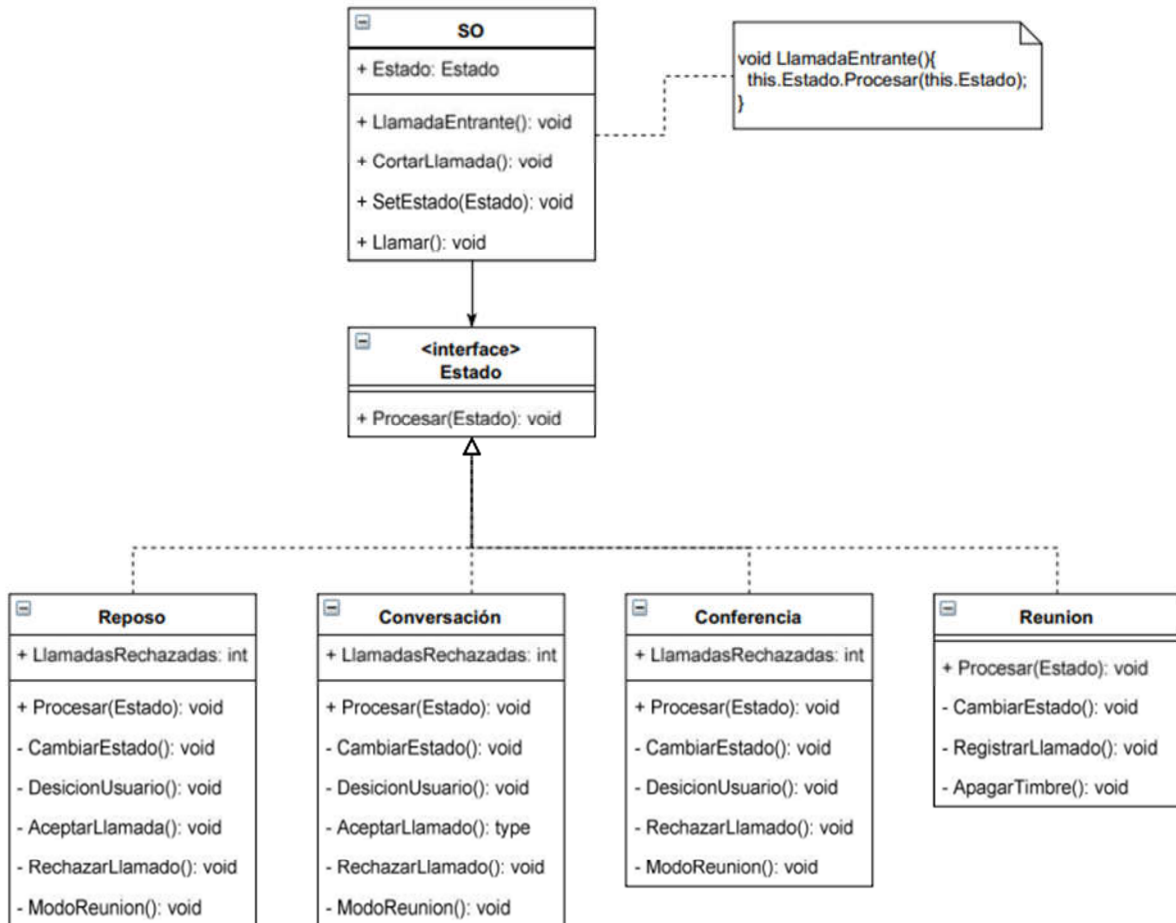 SO
+ Estado: Estado
+ LlamadaEntrante(): void
+ CortarLlamada(): void
+ SetEstado(Estado): void
+ Llamar(): void
void LlamadaEntrante(){
this.Estado.Procesar(this.Estado);
}
<interface>
Estado
+ Procesar(Estado): void
Reposo
+ LlamadasRechazadas: int
+ Procesar(Estado): void
- CambiarEstado(): void
- DesicionUsuario(): void
- AceptarLlamada(): void
- RechazarLlamado(): void
- ModoReunion(): void
Conversación
+ LlamadasRechazadas: int
+ Procesar(Estado): void
- CambiarEstado(): void
- DesicionUsuario(): void
- AceptarLlamado(): type
- RechazarLlamado(): void
- ModoReunion(): void
Conferencia
+ LlamadasRechazadas: int
+ Procesar(Estado): void
- CambiarEstado(): void
- DesicionUsuario(): void
- RechazarLlamado(): void
- ModoReunion(): void
Reunion
+ Procesar(Estado): void
- CambiarEstado(): void
- RegistrarLlamado(): void
- ApagarTimbre(): void